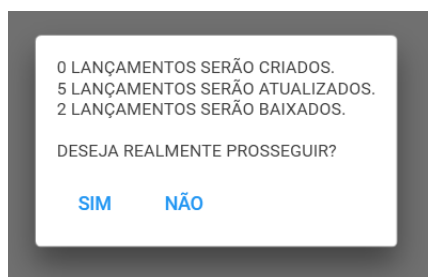 0 LANÇAMENTOS SERÃO CRIADOS.
5 LANÇAMENTOS SERÃO ATUALIZADOS.
2 LANÇAMENTOS SERÃO BAIXADOS.
DESEJA REALMENTE PROSSEGUIR?
SIM NÃO